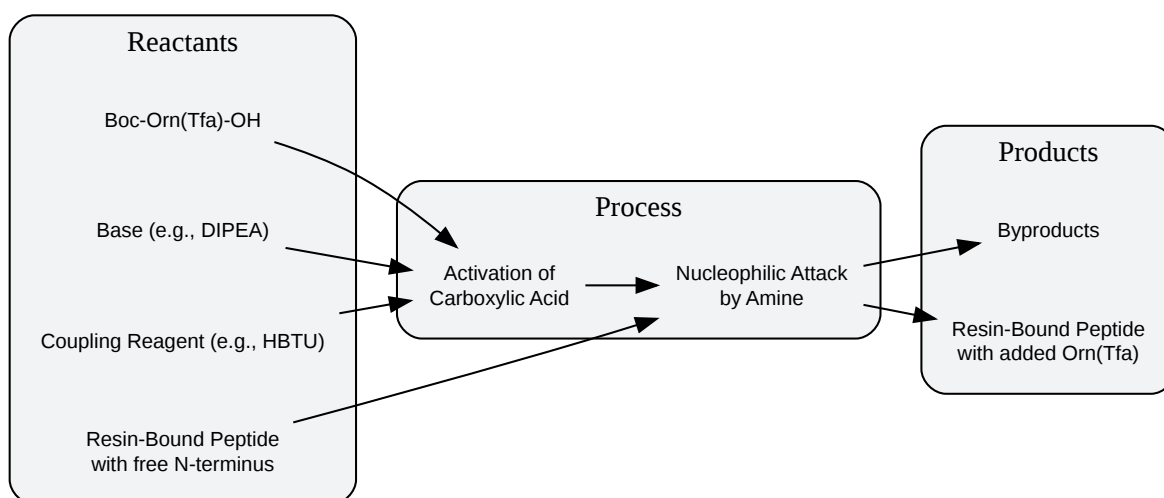 Reactants
Boc-Orn(Tfa)-OH
Base (e.g., DIPEA)
Coupling Reagent (e.g., HBTU)
Resin-Bound Peptide
with free N-terminus
Process
Activation of
Carboxylic Acid
Nucleophilic Attack
by Amine
Products
Byproducts
Resin-Bound Peptide
with added Orn(Tfa)